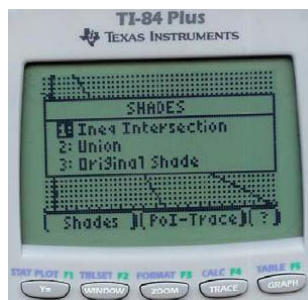 TI-84 Plus
TEXAS INSTRUMENTS
SHADES
1: Ineq Intersection
2: Union
3: Original Shade
( Shades )( PoI-Trace )( ? )
STAT PLOT F1 TBLSET F2 FORMAT F3 CALC F4 TABLE F5
Y= WINDOW ZOOM TRACE GRAPH